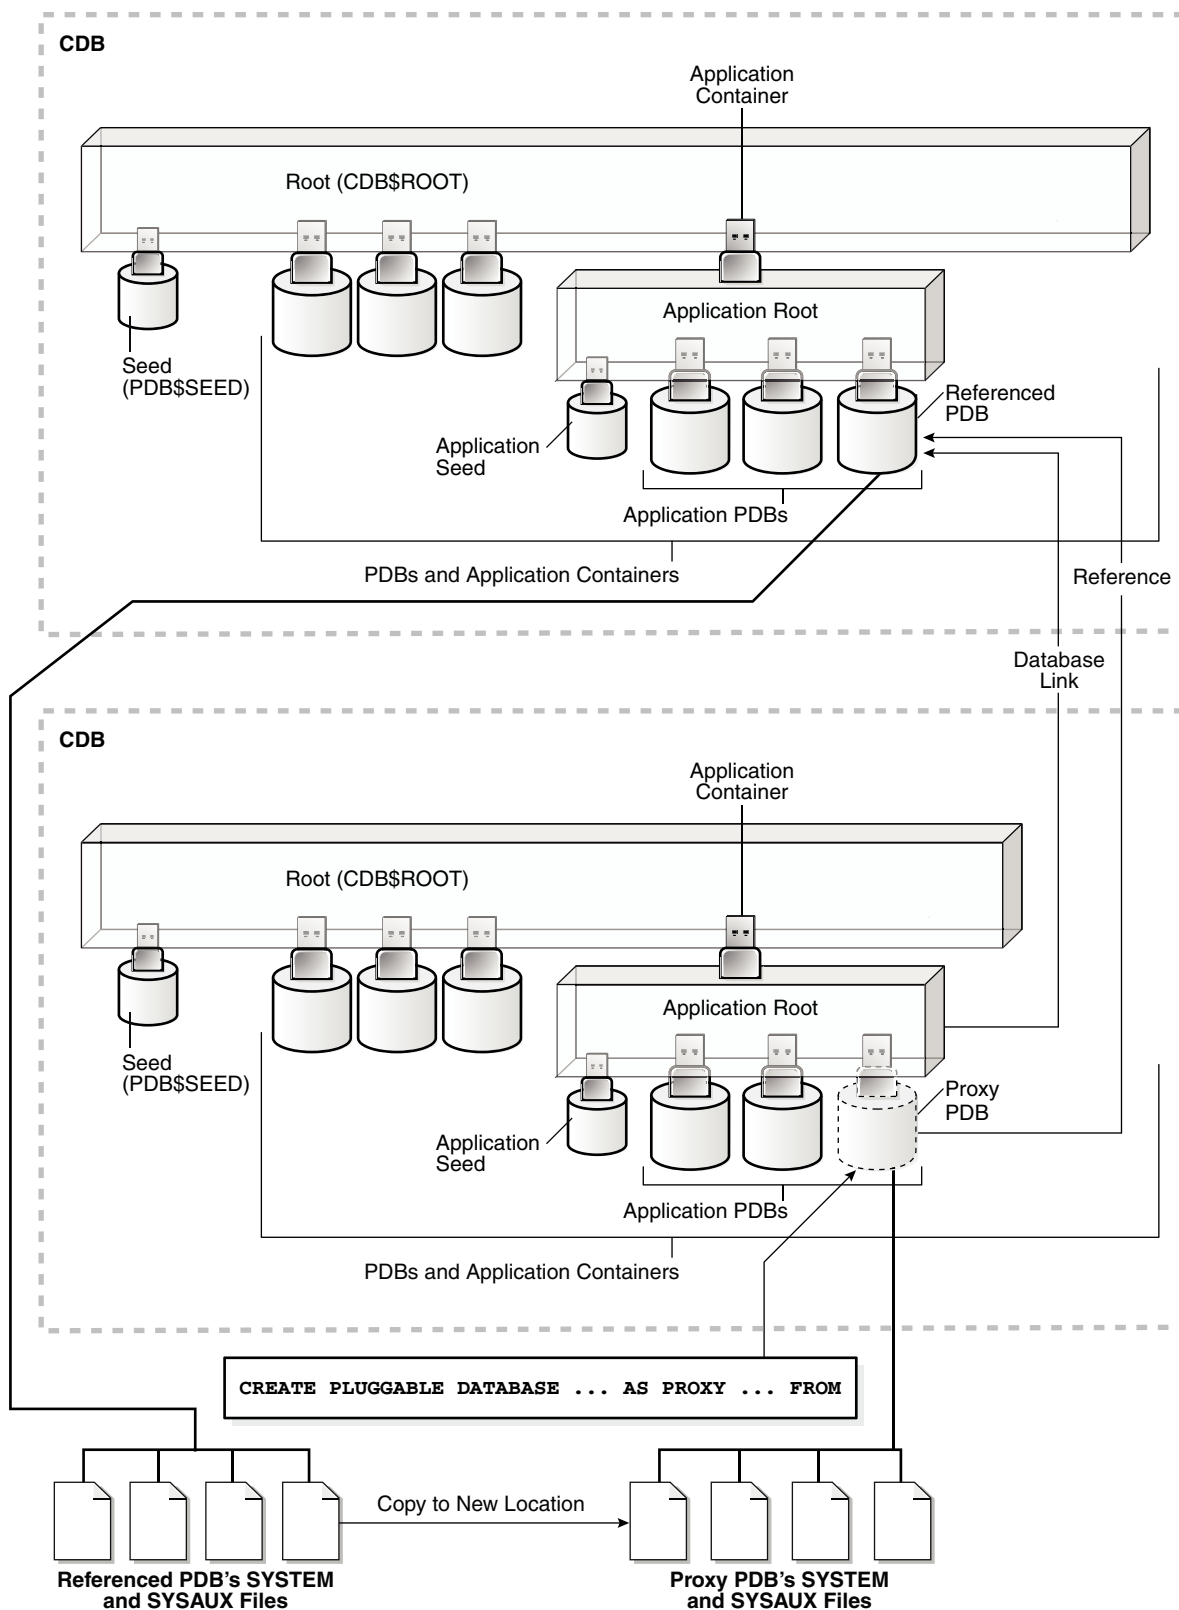 CDB
Application
Container
Root (CDB$ROOT)
Application Root
Seed
(PDB$SEED)
Referenced
PDB
Application
Seed
Application PDBs
PDBs and Application Containers
Reference
Database
Link
CDB
Application
Container
Root (CDB$ROOT)
Application Root
Seed
(PDB$SEED)
Proxy
PDB
Application
Seed
Application PDBs
PDBs and Application Containers
CREATE PLUGGABLE DATABASE ... AS PROXY ... FROM
Copy to New Location
Referenced PDB's SYSTEM
and SYSAUX Files
Proxy PDB's SYSTEM
and SYSAUX Files